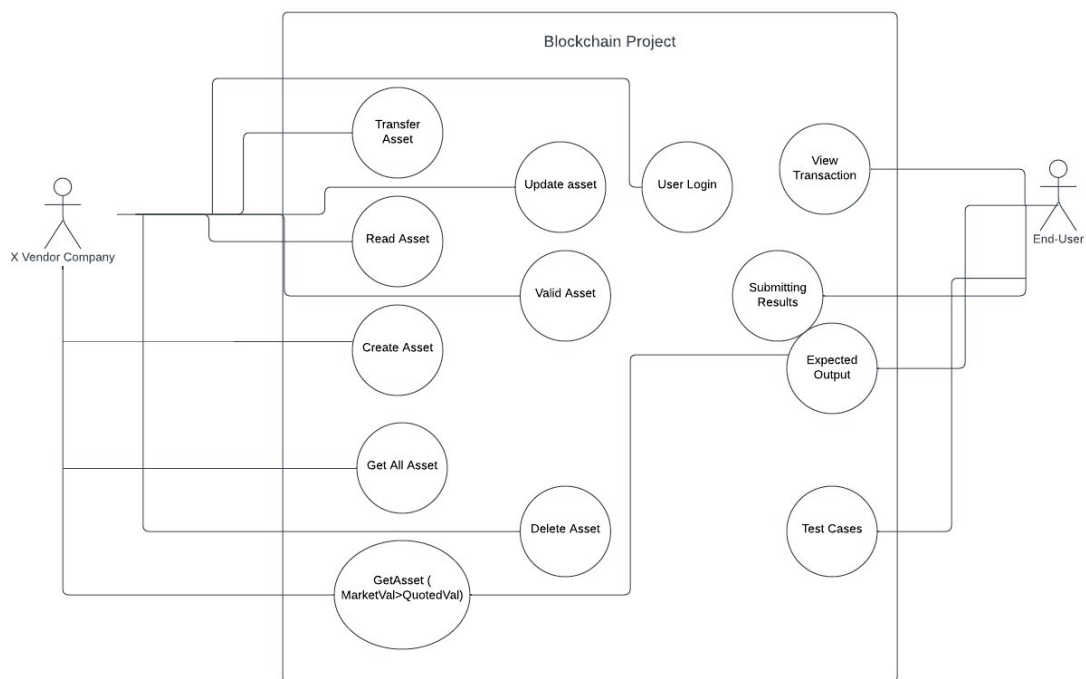 Blockchain Project
Transfer
Asset
View
Transaction
Update asset
User Login
Read Asset
X Vendor Company
End-User
Valid Asset
Submitting
Results
Create Asset
Expected
Output
Get All Asset
Delete Asset
Test Cases
GetAsset (
MarketVal>QuotedVal)